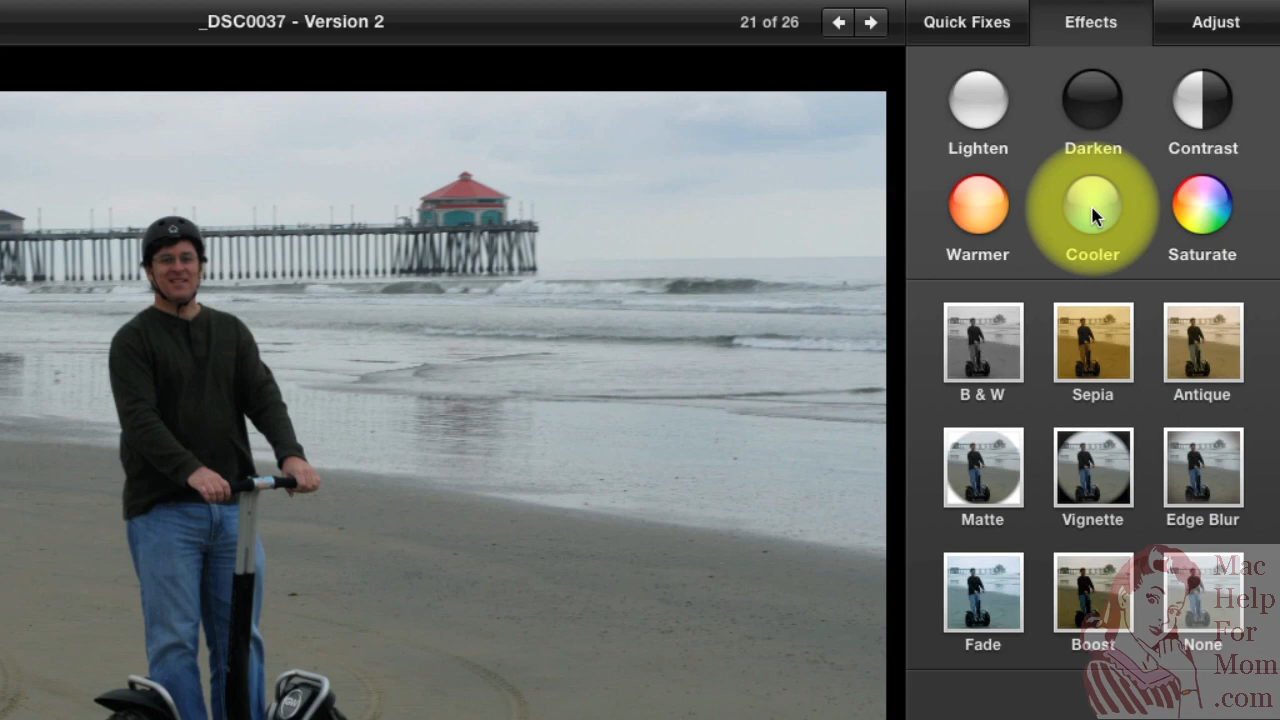 _DSC0037 - Version 2
21 of 26
Quick Fixes
Effects
Adjust
Lighten
Darken
Contrast
Warmer
Cooler
Saturate
B & W
Sepia
Antique
Matte
Vignette
Edge Blur
Fade
Boost
None
Mac
Help
For
Mom
.com